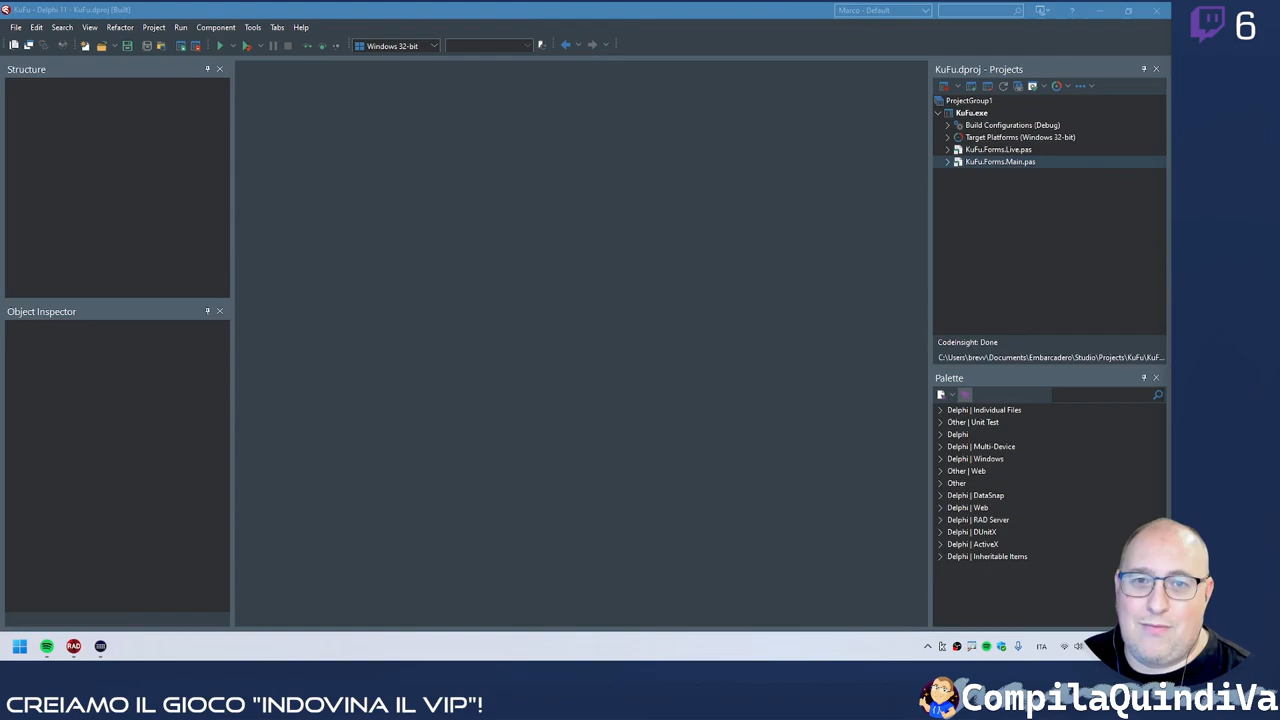 KuFu - Delphi 11 - KuFu.dproj [Built]
Marco - Default
6
File Edit Search View Refactor Project Run Component Tools Tabs Help
Windows 32-bit
Structure
Object Inspector
KuFu.dproj - Projects
ProjectGroup1
KuFu.exe
Build Configurations (Debug)
Target Platforms (Windows 32-bit)
KuFu.Forms.Live.pas
KuFu.Forms.Main.pas
CodeInsight: Done
C:\Users\brevv\Documents\Embarcadero\Studio\Projects\KuFu\KuF...
Palette
Delphi | Individual Files
Other | Unit Test
Delphi
Delphi | Multi-Device
Delphi | Windows
Other | Web
Other
Delphi | DataSnap
Delphi | Web
Delphi | RAD Server
Delphi | DUnitX
Delphi | ActiveX
Delphi | Inheritable Items
RAD
ITA
CREIAMO IL GIOCO "INDOVINA IL VIP"!
CompilaQuindiVa